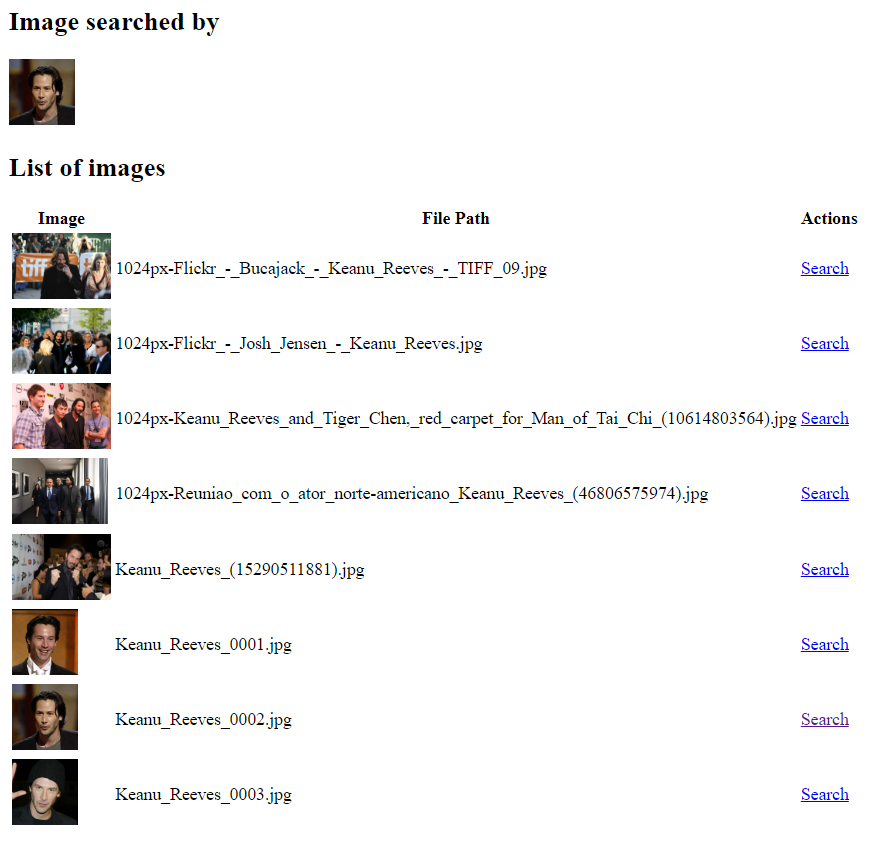 Image searched by
List of images
Image File Path Actions
tiff
1024px-Flickr_-_Bucajack_-_Keanu_Reeves_-_TIFF_09.jpg Search
1024px-Flickr_-_Josh_Jensen_-_Keanu_Reeves.jpg Search
1024px-Keanu_Reeves_and_Tiger_Chen,_red_carpet_for_Man_of_Tai_Chi_(10614803564).jpg Search
1024px-Reuniao_com_o_ator_norte-americano_Keanu_Reeves_(46806575974).jpg Search
Keanu_Reeves_(15290511881).jpg Search
Keanu_Reeves_0001.jpg Search
Keanu_Reeves_0002.jpg Search
Keanu_Reeves_0003.jpg Search